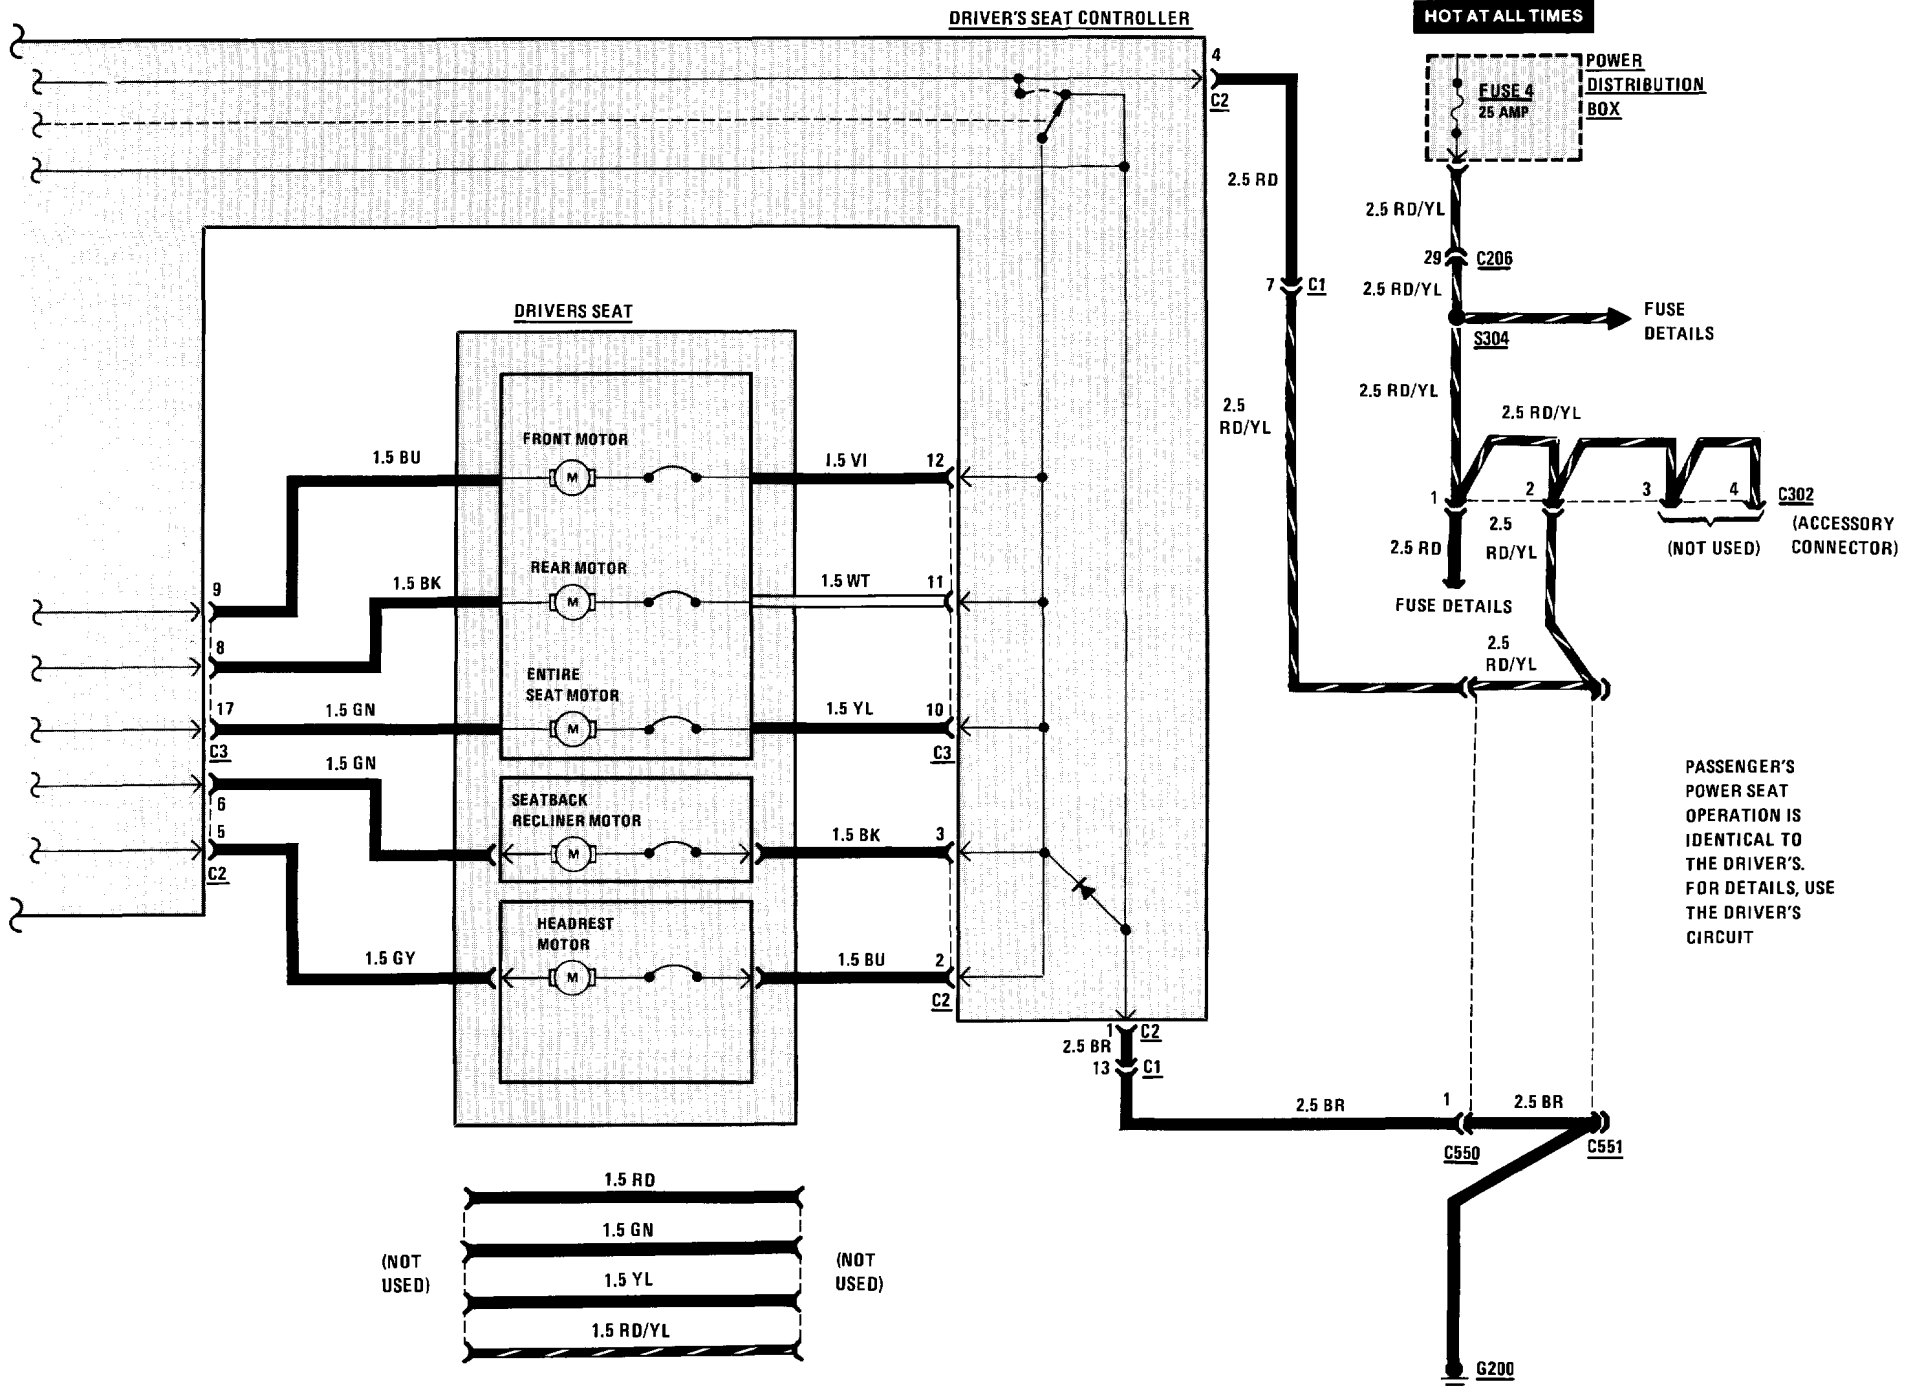 DRIVER'S SEAT CONTROLLER
HOT AT ALL TIMES
4
C2
POWER
DISTRIBUTION
BOX
FUSE 4
25 AMP
2.5 RD
2.5 RD/YL
29
C206
7
C1
2.5 RD/YL
FUSE
DETAILS
S304
DRIVERS SEAT
2.5 RD/YL
2.5
RD/YL
2.5 RD/YL
FRONT MOTOR
1.5 BU
1.5 VI
12
1
2
3
4
C302
(ACCESSORY
CONNECTOR)
2.5 RD
2.5
RD/YL
(NOT USED)
FUSE DETAILS
REAR MOTOR
1.5 BK
1.5 WT
11
9
8
2.5
RD/YL
ENTIRE
SEAT MOTOR
17
1.5 GN
1.5 YL
10
C3
C3
1.5 GN
6
SEATBACK
RECLINER MOTOR
5
1.5 BK
3
C2
M
M
M
M
M
PASSENGER'S
POWER SEAT
OPERATION IS
IDENTICAL TO
THE DRIVER'S.
FOR DETAILS, USE
THE DRIVER'S
CIRCUIT
HEADREST
MOTOR
1.5 GY
1.5 BU
2
C2
1
C2
2.5 BR
13
C1
2.5 BR
1
2.5 BR
C550
C551
1.5 RD
1.5 GN
(NOT
USED)
(NOT
USED)
1.5 YL
1.5 RD/YL
G200